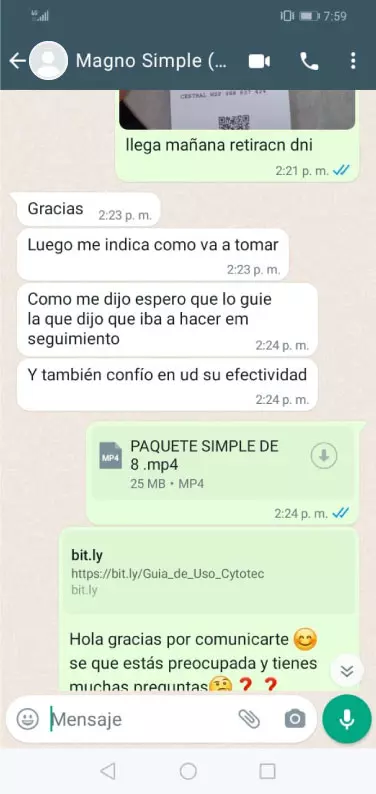 7:59
Magno Simple (...
llega mañana retiracn dni
2:21 p. m.
Gracias
2:23 p. m.
Luego me indica como va a tomar
2:23 p. m.
Como me dijo espero que lo guie
la que dijo que iba a hacer em
seguimiento
2:24 p. m.
Y también confío en ud su efectividad
2:24 p. m.
MP4
PAQUETE SIMPLE DE
8 .mp4
25 MB • MP4
2:24 p. m.
bit.ly
https://bit.ly/Guia_de_Uso_Cytotec
bit.ly
Hola gracias por comunicarte 😊
se que estás preocupada y tienes
muchas preguntas🤔❓❓
Mensaje